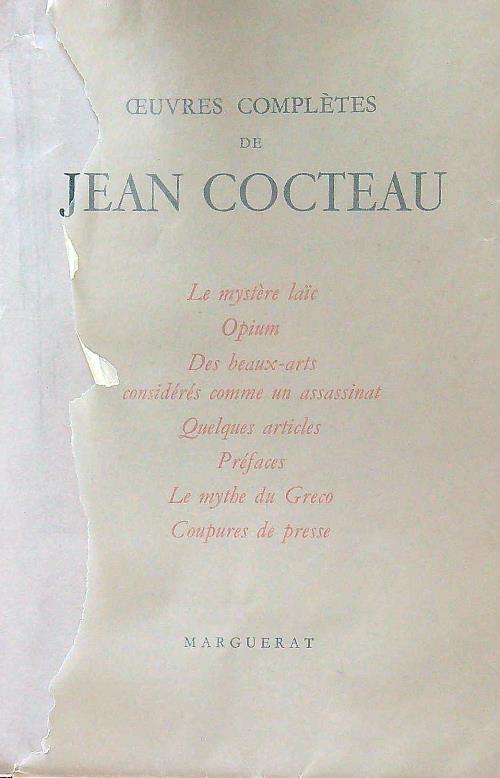 ŒUVRES COMPLÈTES
DE
JEAN COCTEAU
Le mystère laïc
Opium
Des beaux-arts
considérés comme un assassinat
Quelques articles
Préfaces
Le mythe du Greco
Coupures de presse
MARGUERAT